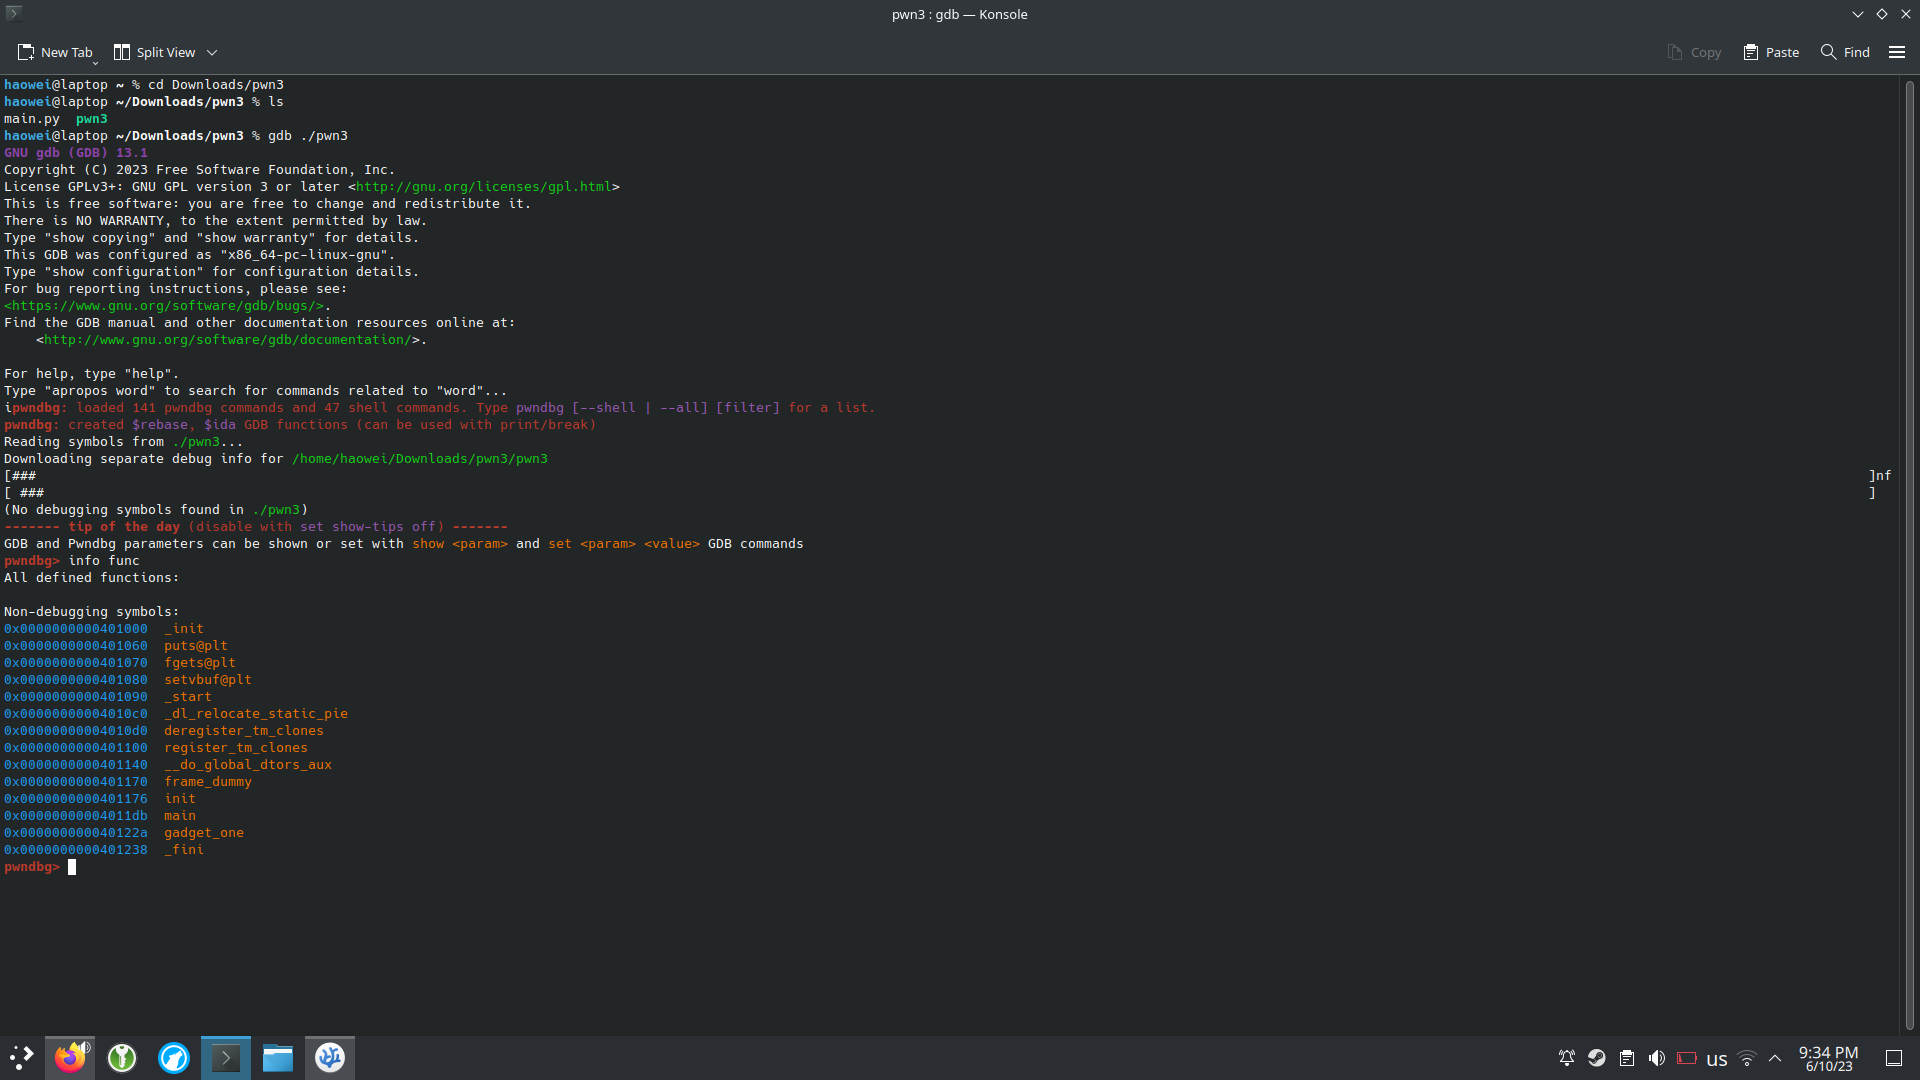 pwn3 : gdb — Konsole
New Tab Split View Copy Paste Find
haowei@laptop ~ % cd Downloads/pwn3
haowei@laptop ~/Downloads/pwn3 % ls
main.py  pwn3
haowei@laptop ~/Downloads/pwn3 % gdb ./pwn3
GNU gdb (GDB) 13.1
Copyright (C) 2023 Free Software Foundation, Inc.
License GPLv3+: GNU GPL version 3 or later <http://gnu.org/licenses/gpl.html>
This is free software: you are free to change and redistribute it.
There is NO WARRANTY, to the extent permitted by law.
Type "show copying" and "show warranty" for details.
This GDB was configured as "x86_64-pc-linux-gnu".
Type "show configuration" for configuration details.
For bug reporting instructions, please see:
<https://www.gnu.org/software/gdb/bugs/>.
Find the GDB manual and other documentation resources online at:
    <http://www.gnu.org/software/gdb/documentation/>.
For help, type "help".
Type "apropos word" to search for commands related to "word"...
ipwndbg: loaded 141 pwndbg commands and 47 shell commands. Type pwndbg [--shell | --all] [filter] for a list.
pwndbg: created $rebase, $ida GDB functions (can be used with print/break)
Reading symbols from ./pwn3...
Downloading separate debug info for /home/haowei/Downloads/pwn3/pwn3
[### ]nf
[ ### ]
(No debugging symbols found in ./pwn3)
------- tip of the day (disable with set show-tips off) -------
GDB and Pwndbg parameters can be shown or set with show <param> and set <param> <value> GDB commands
pwndbg> info func
All defined functions:
Non-debugging symbols:
0x0000000000401000  _init
0x0000000000401060  puts@plt
0x0000000000401070  fgets@plt
0x0000000000401080  setvbuf@plt
0x0000000000401090  _start
0x00000000004010c0  _dl_relocate_static_pie
0x00000000004010d0  deregister_tm_clones
0x0000000000401100  register_tm_clones
0x0000000000401140  __do_global_dtors_aux
0x0000000000401170  frame_dummy
0x0000000000401176  init
0x00000000004011db  main
0x000000000040122a  gadget_one
0x0000000000401238  _fini
pwndbg>
us
9:34 PM
6/10/23